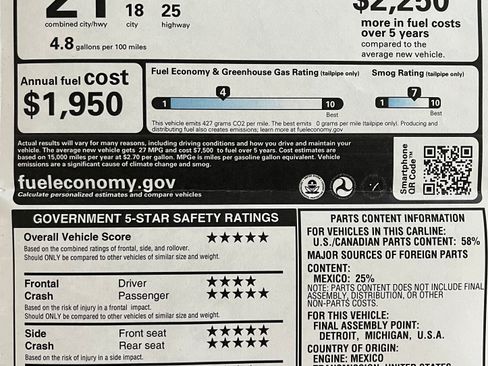 21
combined city/hwy
18
city
25
highway
4.8 gallons per 100 miles
$2,250
more in fuel costs
over 5 years
compared to the
average new vehicle.
Annual fuel cost
$1,950
Fuel Economy & Greenhouse Gas Rating (tailpipe only)
4
1
10
Best
Smog Rating (tailpipe only)
7
1
10
Best
This vehicle emits 427 grams CO2 per mile. The best emits 0 grams per mile (tailpipe only). Producing and
distributing fuel also creates emissions; learn more at fueleconomy.gov
Actual results will vary for many reasons, including driving conditions and how you drive and maintain your
vehicle. The average new vehicle gets 27 MPG and cost $7,500 to fuel over 5 years. Cost estimates are
based on 15,000 miles per year at $2.70 per gallon. MPGe is miles per gasoline gallon equivalent. Vehicle
emissions are a significant cause of climate change and smog.
fueleconomy.gov
Calculate personalized estimates and compare vehicles
Smartphone
QR Code™
GOVERNMENT 5-STAR SAFETY RATINGS
Overall Vehicle Score ★★★★★
Based on the combined ratings of frontal, side, and rollover.
Should ONLY be compared to other vehicles of similar size and weight.
Frontal Driver ★★★★
Crash Passenger ★★★★★
Based on risk of injury in a frontal impact.
Should ONLY be compared to other vehicles of similar size and weight.
Side Front seat ★★★★★
Crash Rear seat ★★★★★
Based on the risk of injury in a side impact.
PARTS CONTENT INFORMATION
FOR VEHICLES IN THIS CARLINE:
U.S./CANADIAN PARTS CONTENT: 58%
MAJOR SOURCES OF FOREIGN PARTS
CONTENT:
MEXICO: 25%
NOTE: PARTS CONTENT DOES NOT INCLUDE FINAL
ASSEMBLY, DISTRIBUTION, OR OTHER
NON-PARTS COSTS.
FOR THIS VEHICLE:
FINAL ASSEMBLY POINT:
DETROIT, MICHIGAN, U.S.A.
COUNTRY OF ORIGIN:
ENGINE: MEXICO
TRANSMISSION: UNITED STATES